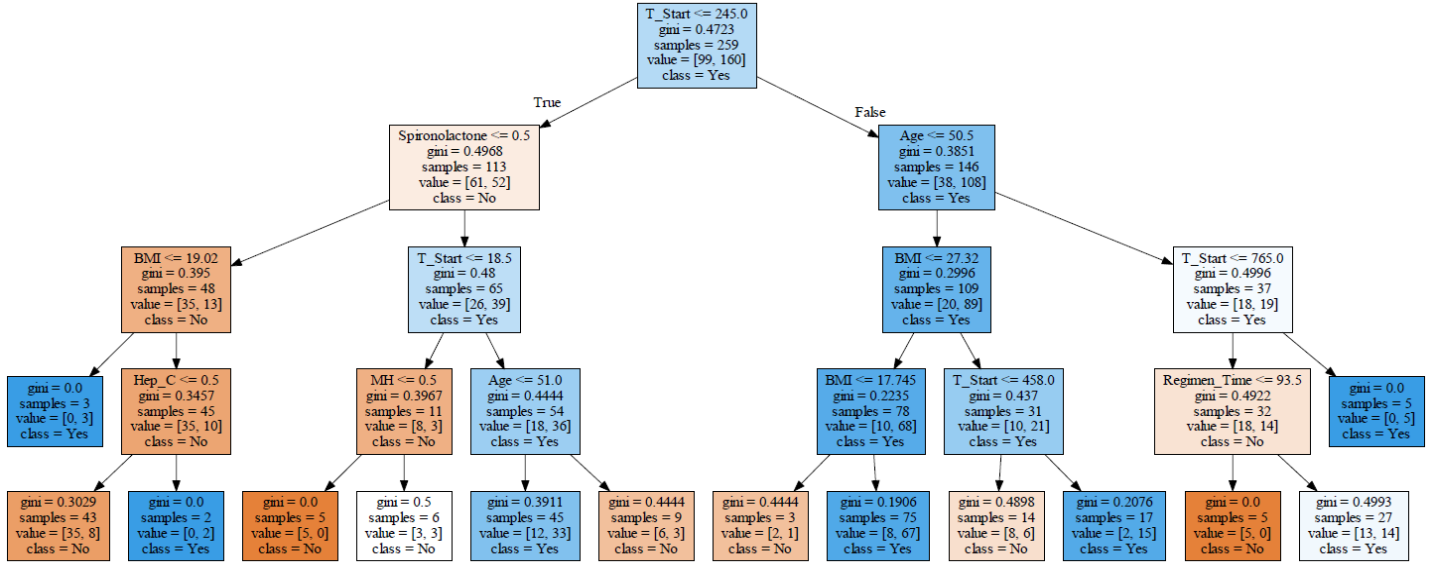 T_Start <= 245.0
gini = 0.4723
samples = 259
value = [99, 160]
class = Yes
True
False
Spironolactone <= 0.5
gini = 0.4968
samples = 113
value = [61, 52]
class = No
Age <= 50.5
gini = 0.3851
samples = 146
value = [38, 108]
class = Yes
BMI <= 19.02
gini = 0.395
samples = 48
value = [35, 13]
class = No
T_Start <= 18.5
gini = 0.48
samples = 65
value = [26, 39]
class = Yes
BMI <= 27.32
gini = 0.2996
samples = 109
value = [20, 89]
class = Yes
T_Start <= 765.0
gini = 0.4996
samples = 37
value = [18, 19]
class = Yes
gini = 0.0
samples = 3
value = [0, 3]
class = Yes
Hep_C <= 0.5
gini = 0.3457
samples = 45
value = [35, 10]
class = No
MH <= 0.5
gini = 0.3967
samples = 11
value = [8, 3]
class = No
Age <= 51.0
gini = 0.4444
samples = 54
value = [18, 36]
class = Yes
BMI <= 17.745
gini = 0.2235
samples = 78
value = [10, 68]
class = Yes
T_Start <= 458.0
gini = 0.437
samples = 31
value = [10, 21]
class = Yes
Regimen_Time <= 93.5
gini = 0.4922
samples = 32
value = [18, 14]
class = No
gini = 0.0
samples = 5
value = [0, 5]
class = Yes
gini = 0.3029
samples = 43
value = [35, 8]
class = No
gini = 0.0
samples = 2
value = [0, 2]
class = Yes
gini = 0.0
samples = 5
value = [5, 0]
class = No
gini = 0.5
samples = 6
value = [3, 3]
class = No
gini = 0.3911
samples = 45
value = [12, 33]
class = Yes
gini = 0.4444
samples = 9
value = [6, 3]
class = No
gini = 0.4444
samples = 3
value = [2, 1]
class = No
gini = 0.1906
samples = 75
value = [8, 67]
class = Yes
gini = 0.4898
samples = 14
value = [8, 6]
class = No
gini = 0.2076
samples = 17
value = [2, 15]
class = Yes
gini = 0.0
samples = 5
value = [5, 0]
class = No
gini = 0.4993
samples = 27
value = [13, 14]
class = Yes